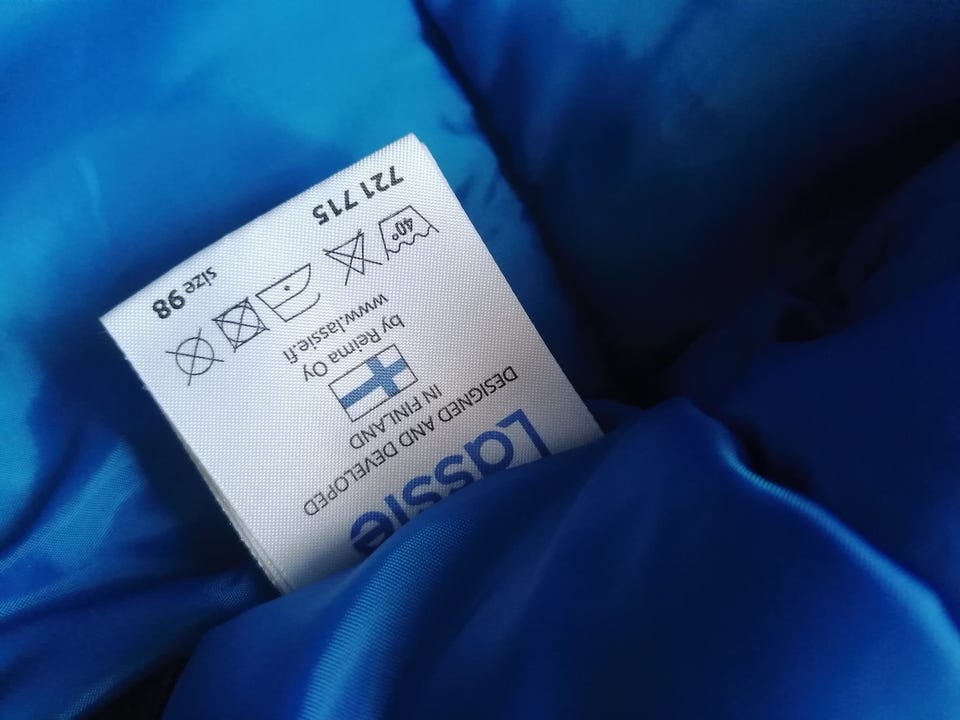 Lassie
DESIGNED AND DEVELOPED
IN FINLAND
by Reima Oy
www.lassie.fi
40°
721 715
size 98